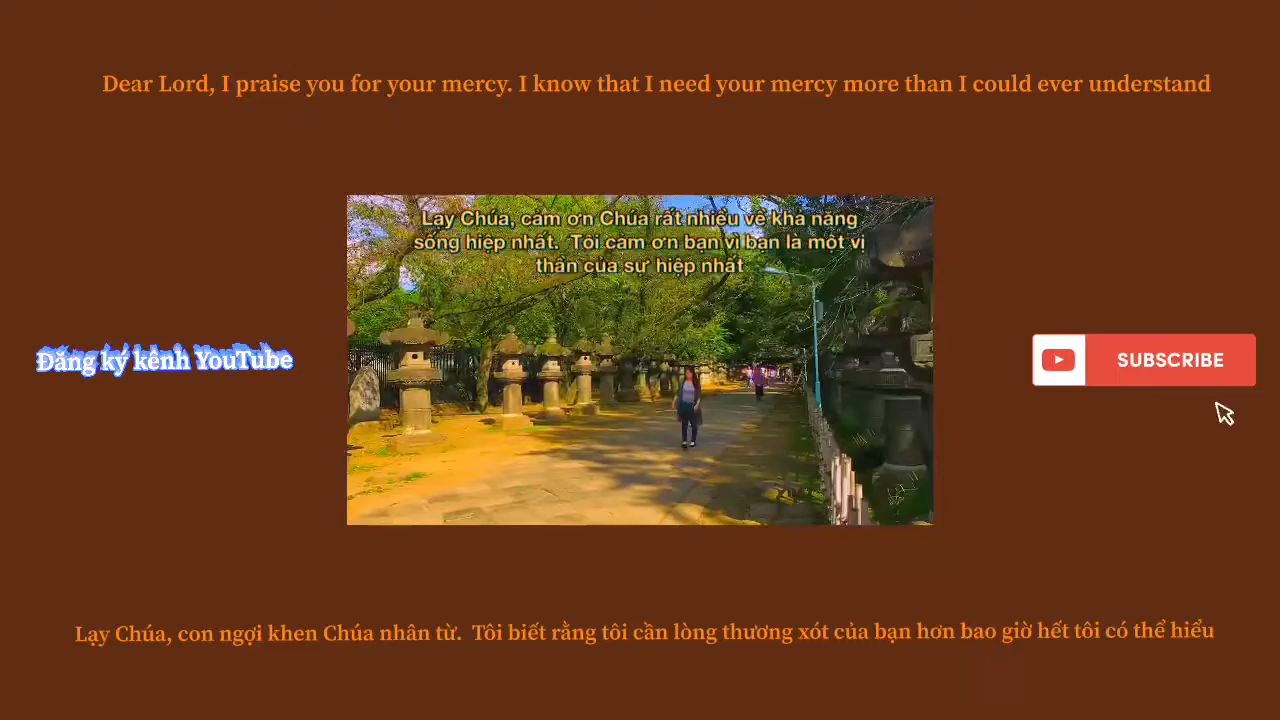 Dear Lord, I praise you for your mercy. I know that I need your mercy more than I could ever understand
Lạy Chúa, cảm ơn Chúa rất nhiều về khả năng
sống hiệp nhất. Tôi cảm ơn bạn vì bạn là một vị
thần của sự hiệp nhất
Đăng ký kênh YouTube
SUBSCRIBE
Lạy Chúa, con ngợi khen Chúa nhân từ. Tôi biết rằng tôi cần lòng thương xót của bạn hơn bao giờ hết tôi có thể hiểu